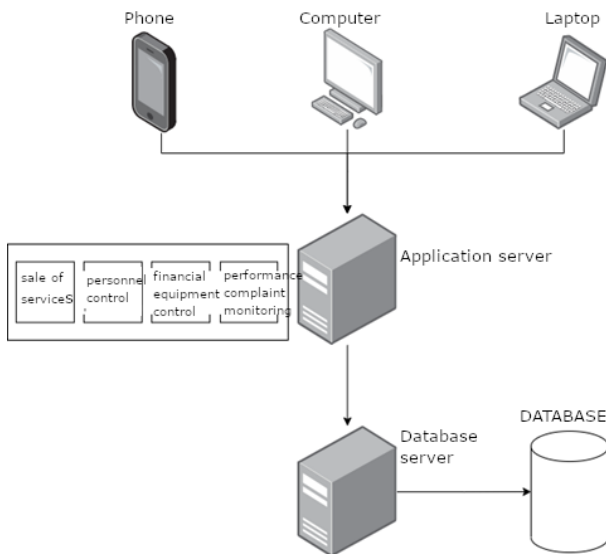 Phone
Computer
Laptop
Application server
sale of
serviceS
personnel
control
financial
equipment
control
performance
complaint
monitoring
Database
server
DATABASE